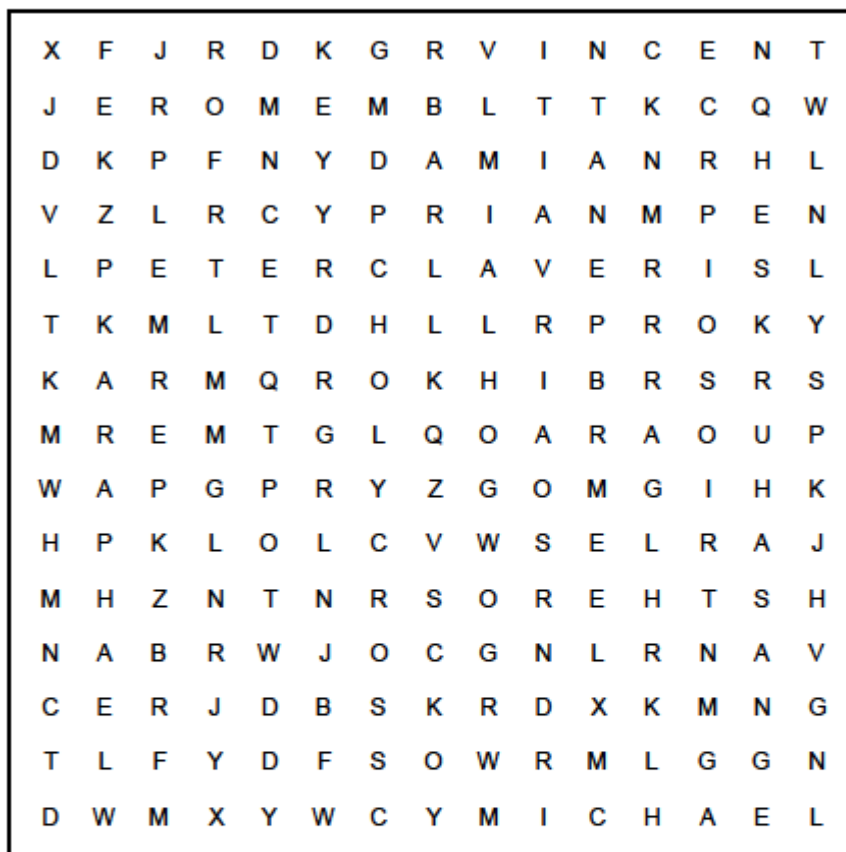 X F J R D K G R V I N C E N T
J E R O M E M B L T T K C Q W
D K P F N Y D A M I A N R H L
V Z L R C Y P R I A N M P E N
L P E T E R C L A V E R I S L
T K M L T D H L L R P R O K Y
K A R M Q R O K H I B R S R S
M R E M T G L Q O A R A O U P
W A P G P R Y Z G O M G I H K
H P K L O L C V W S E L R A J
M H Z N T N R S O R E H T S H
N A B R W J O C G N L R N A V
C E R J D B S K R D X K M N G
T L F Y D F S O W R M L G G N
D W M X Y W C Y M I C H A E L